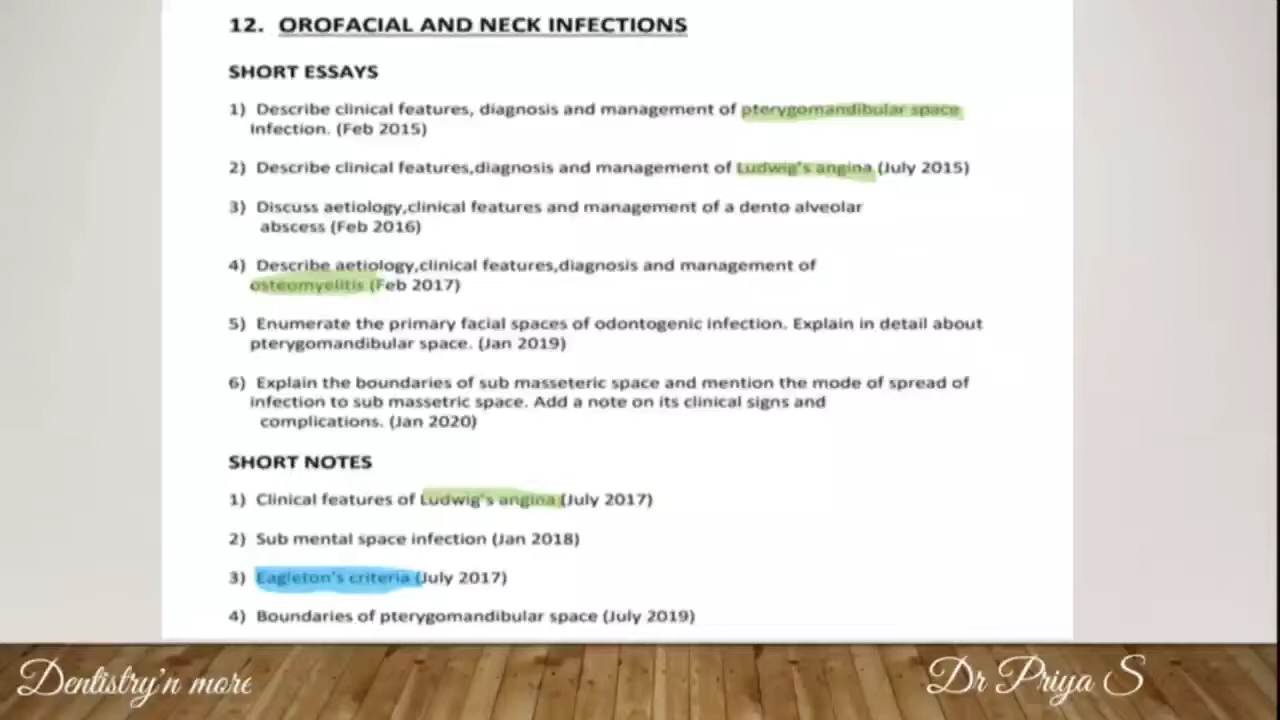 12. OROFACIAL AND NECK INFECTIONS
SHORT ESSAYS
1) Describe clinical features, diagnosis and management of pterygomandibular space
Infection. (Feb 2015)
2) Describe clinical features,diagnosis and management of Ludwig's angina (July 2015)
3) Discuss aetiology,clinical features and management of a dento alveolar
abscess (Feb 2016)
4) Describe aetiology,clinical features,diagnosis and management of
osteomyelitis (Feb 2017)
5) Enumerate the primary facial spaces of odontogenic infection. Explain in detail about
pterygomandibular space. (Jan 2019)
6) Explain the boundaries of sub masseteric space and mention the mode of spread of
infection to sub massetric space. Add a note on its clinical signs and
complications. (Jan 2020)
SHORT NOTES
1) Clinical features of Ludwig's angina (July 2017)
2) Sub mental space infection (Jan 2018)
3) Eagleton's criteria (July 2017)
4) Boundaries of pterygomandibular space (July 2019)
Dentistry'n more
Dr Priya S